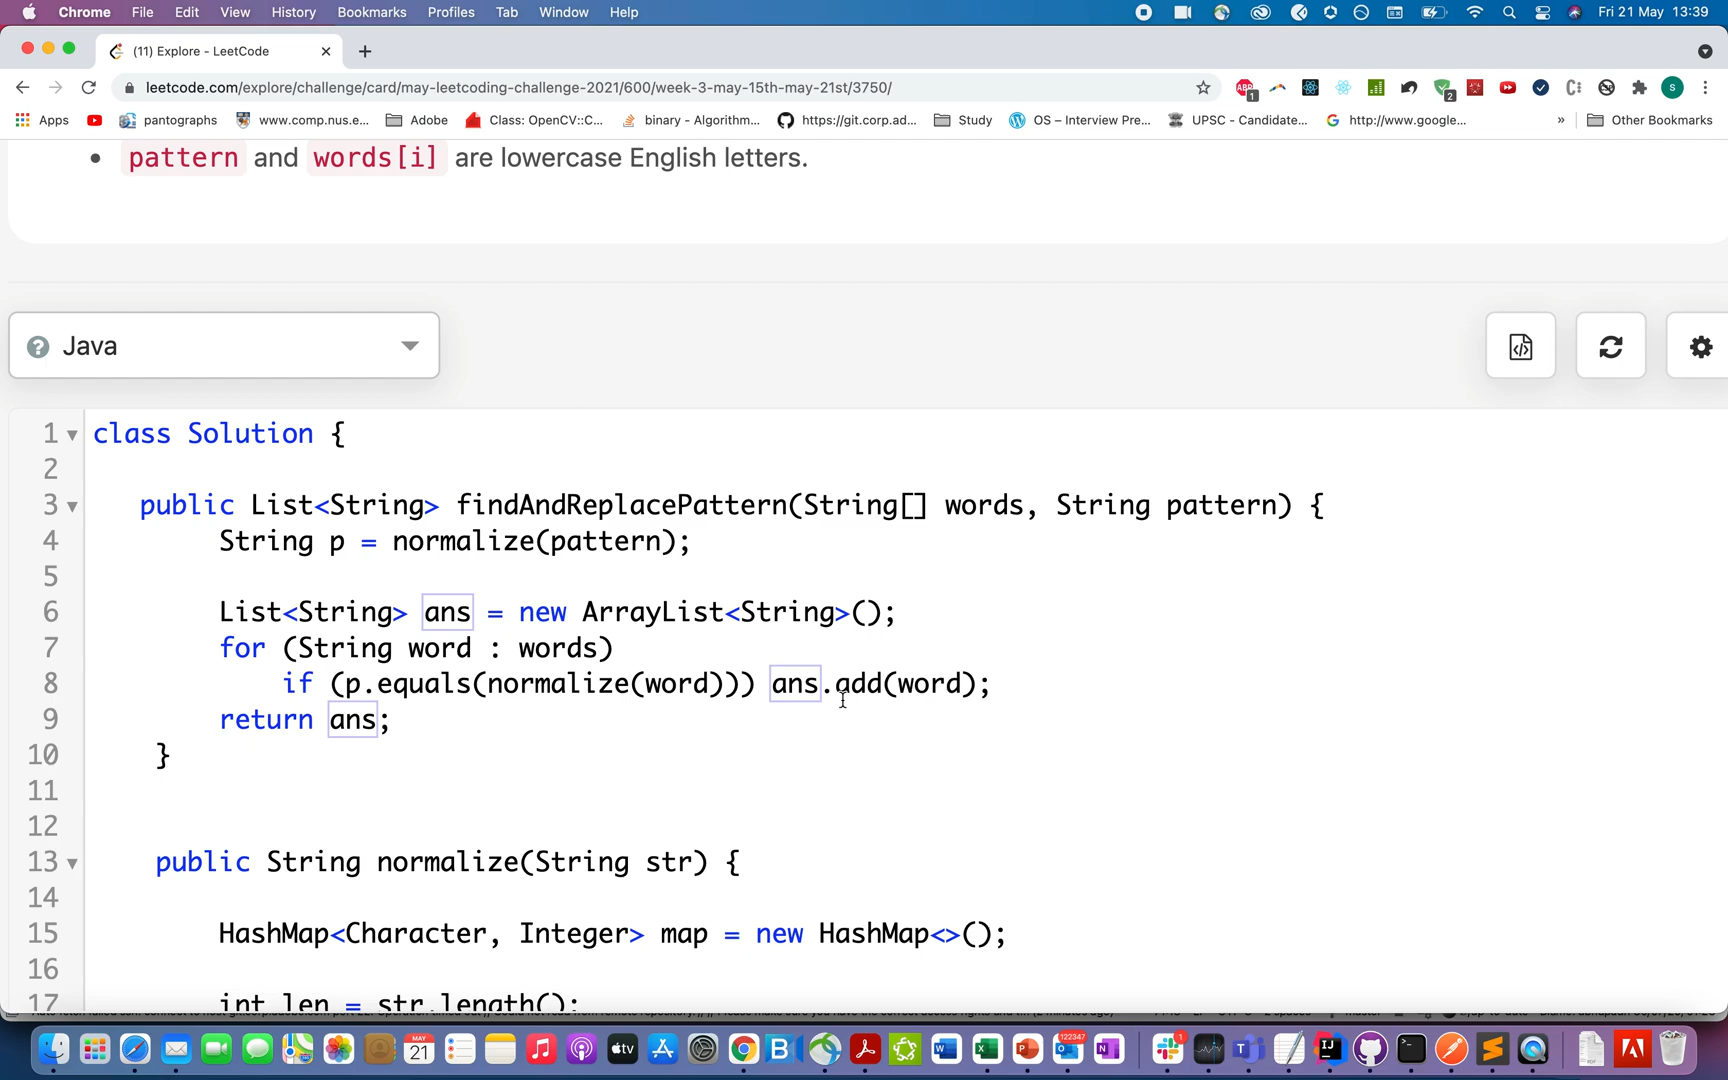 Chrome File Edit View History Bookmarks Profiles Tab Window Help Fri 21 May 13:39
(11) Explore - LeetCode
leetcode.com/explore/challenge/card/may-leetcoding-challenge-2021/600/week-3-may-15th-may-21st/3750/
Apps pantographs www.comp.nus.e... Adobe Class: OpenCV::C... binary - Algorithm... https://git.corp.ad... Study OS – Interview Pre... UPSC - Candidate... http://www.google... » Other Bookmarks
• pattern and words[i] are lowercase English letters.
Java
1 class Solution {
2
3 public List<String> findAndReplacePattern(String[] words, String pattern) {
4 String p = normalize(pattern);
5
6 List<String> ans = new ArrayList<String>();
7 for (String word : words)
8 if (p.equals(normalize(word))) ans.add(word);
9 return ans;
10 }
11
12
13 public String normalize(String str) {
14
15 HashMap<Character, Integer> map = new HashMap<>();
16
17 int len = str.length();